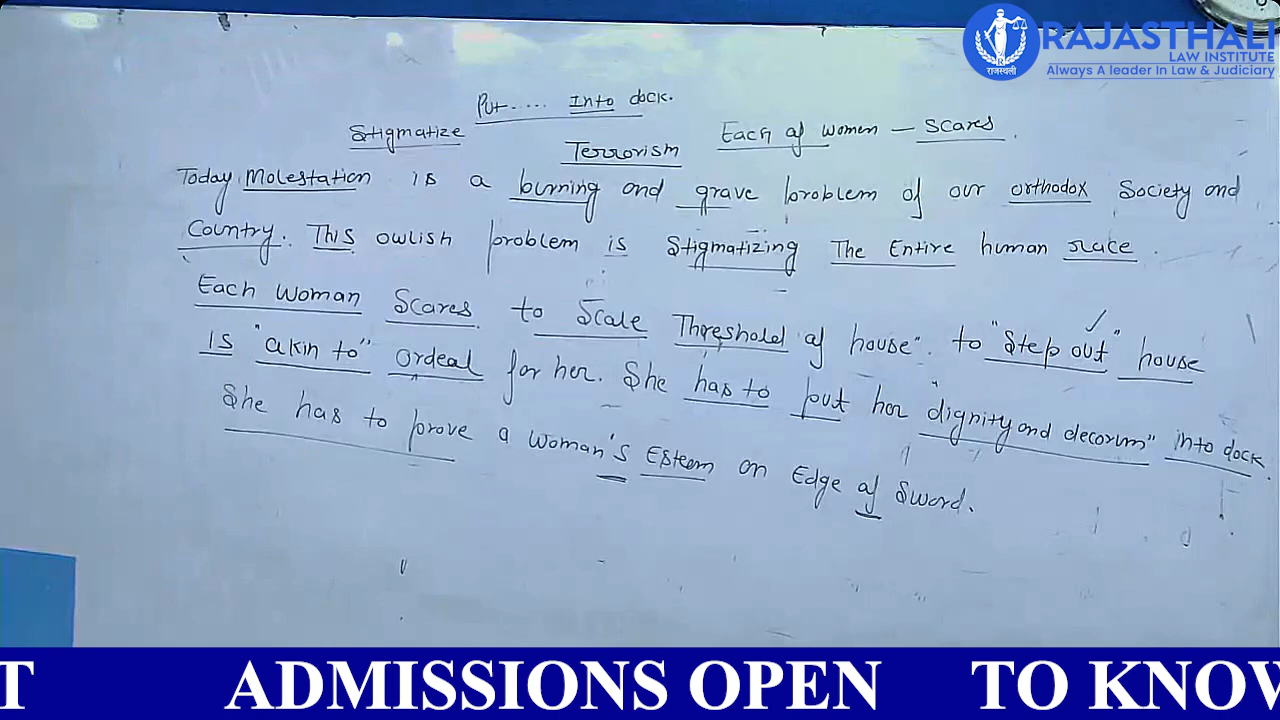 RAJASTHALI
LAW INSTITUTE
Always A leader In Law & Judiciary
राजस्थली
Put..... Into dock.
Stigmatize
Each of women – Scares.
Terrorism
Today Molestation is a burning and grave problem of our orthodox Society and
Country. This owlish problem is Stigmatizing The Entire human race.
Each woman Scares to Scale Threshold of house". to "Step out" house
is "akin to" ordeal for her. She has to put her "dignity and decorum" into dock.
She has to prove a woman's Esteem on Edge of Sword.
T ADMISSIONS OPEN TO KNOW